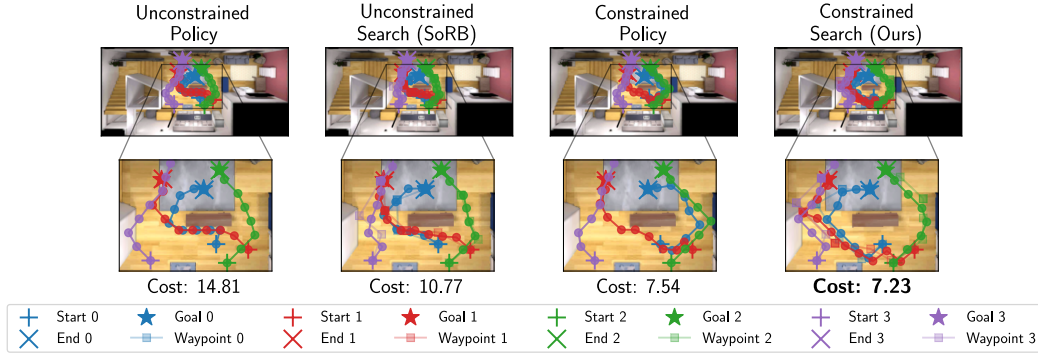 Unconstrained
Policy
Unconstrained
Search (SoRB)
Constrained
Policy
Constrained
Search (Ours)
Cost: 14.81
Cost: 10.77
Cost: 7.54
Cost: 7.23
Start 0
Goal 0
Start 1
Goal 1
Start 2
Goal 2
Start 3
Goal 3
End 0
Waypoint 0
End 1
Waypoint 1
End 2
Waypoint 2
End 3
Waypoint 3